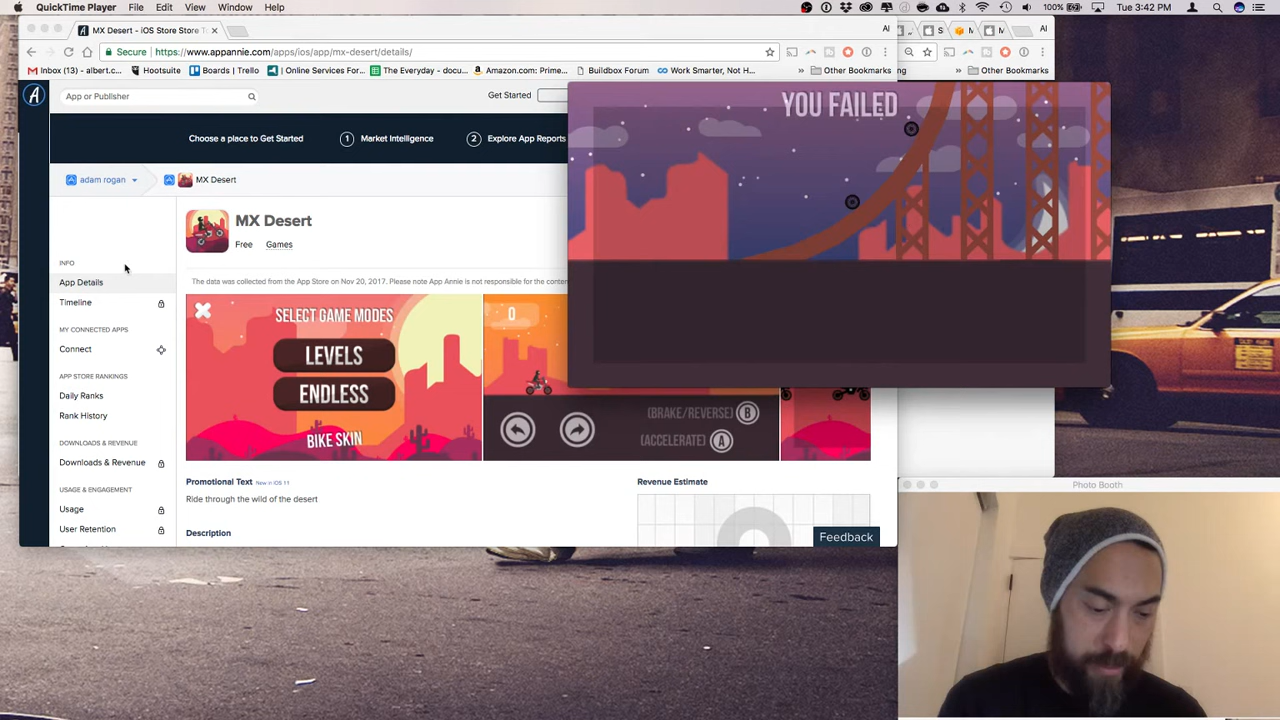 QuickTime Player File Edit View Window Help
100% Tue 3:42 PM
MX Desert - iOS Store Store T
Al
Secure https://www.appannie.com/apps/ios/app/mx-desert/details/
Inbox (13) - albert.c... Hootsuite Boards | Trello | Online Services For... The Everyday - docu... Amazon.com: Prime... Buildbox Forum Work Smarter, Not H... Other Bookmarks
Al
Other Bookmarks
App or Publisher
Get Started
Choose a place to Get Started 1 Market Intelligence 2 Explore App Reports
adam rogan MX Desert
MX Desert
Free Games
The data was collected from the App Store on Nov 20, 2017. Please note App Annie is not responsible for the conten
INFO
App Details
Timeline
MY CONNECTED APPS
Connect
APP STORE RANKINGS
Daily Ranks
Rank History
DOWNLOADS & REVENUE
Downloads & Revenue
USAGE & ENGAGEMENT
Usage
User Retention
SELECT GAME MODES
LEVELS
ENDLESS
BIKE SKIN
0
(BRAKE/REVERSE) B
(ACCELERATE) A
Promotional Text New in iOS 11
Ride through the wild of the desert
Description
Revenue Estimate
Feedback
YOU FAILED
Photo Booth